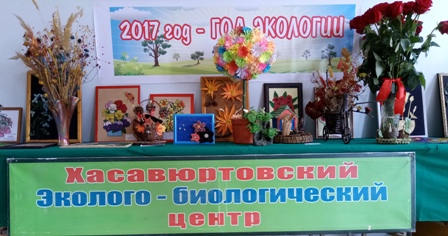 2017 год - ГОД ЭКОЛОГИИ
Хасавюртовский
Эколого - биологический
центр